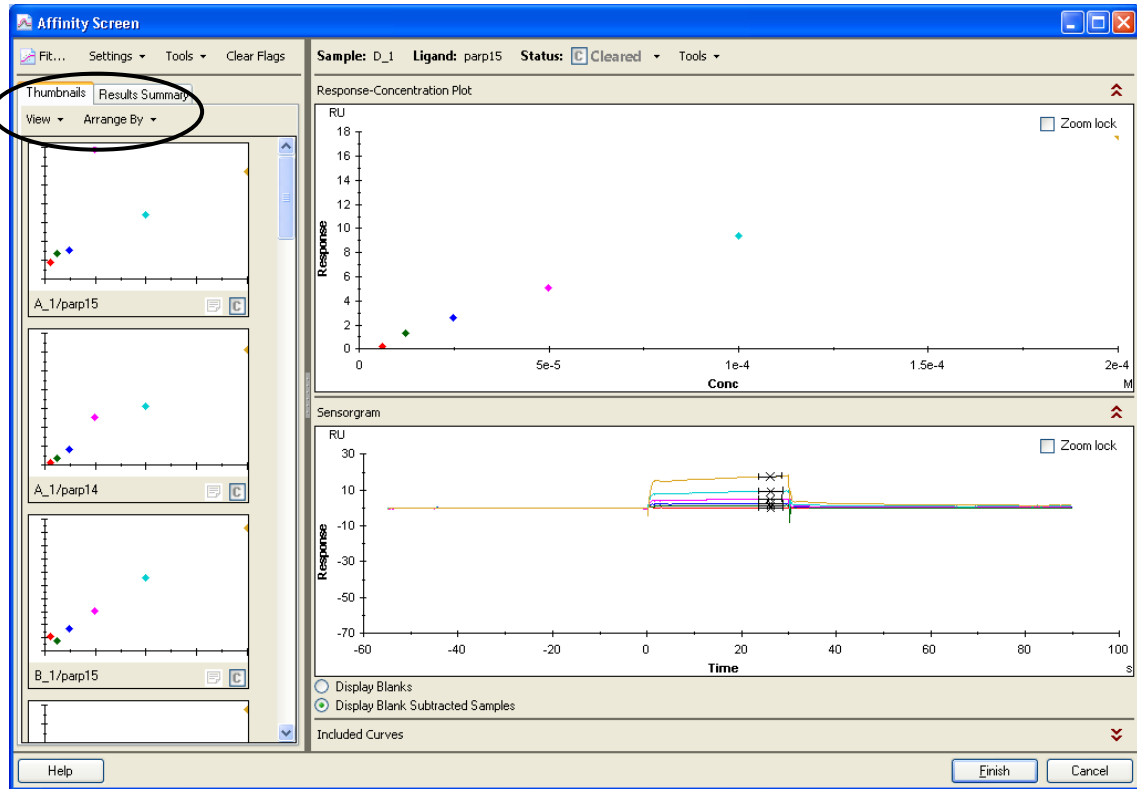 Affinity Screen
Fit... Settings Tools Clear Flags
Sample: D_1 Ligand: parp15 Status: C Cleared Tools
Thumbnails Results Summary
View Arrange By
A_1/parp15 C
A_1/parp14 C
B_1/parp15 C
Response-Concentration Plot
RU
Zoom lock
18
16
14
12
10
8
6
4
2
0
Response
0 5e-5 1e-4 1.5e-4 2e-4
Conc
M
Sensorgram
RU
Zoom lock
30
10
-10
-30
-50
-70
Response
-60 -40 -20 0 20 40 60 80 100
Time
s
Display Blanks
Display Blank Subtracted Samples
Included Curves
Help Finish Cancel